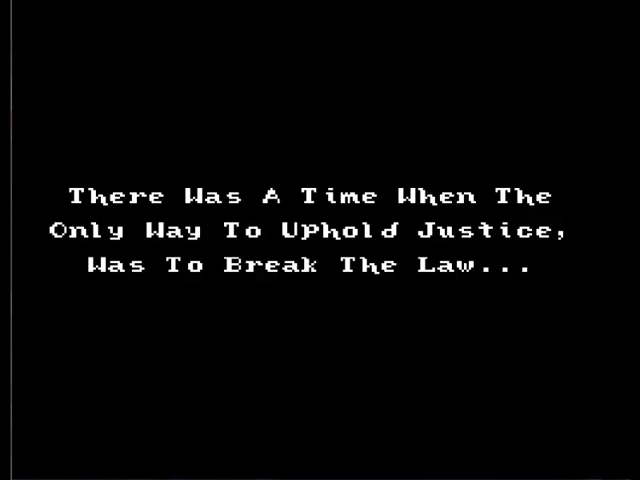 There Was A Time When The
Only Way To Uphold Justice,
Was To Break The Law...